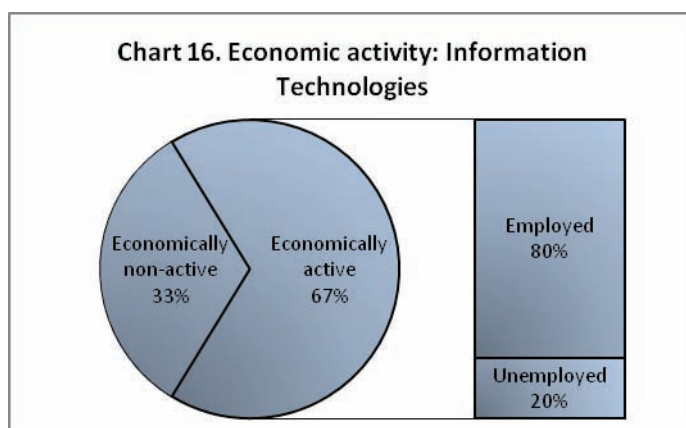 Chart 16. Economic activity: Information
Technologies
Economically
non-active
33%
Economically
active
67%
Employed
80%
Unemployed
20%